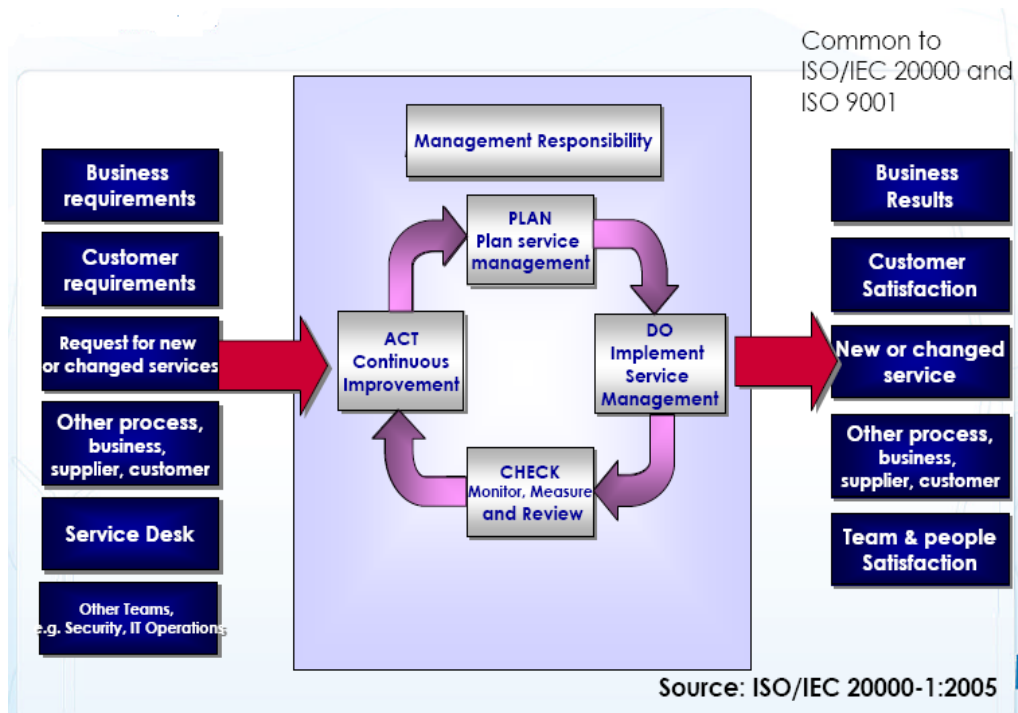 Common to
ISO/IEC 20000 and
ISO 9001
Business
requirements
Customer
requirements
Request for new
or changed services
Other process,
business,
supplier, customer
Service Desk
Other Teams,
e.g. Security, IT Operations
Management Responsibility
PLAN
Plan service
management
ACT
Continuous
Improvement
DO
Implement
Service
Management
CHECK
Monitor, Measure
and Review
Business
Results
Customer
Satisfaction
New or changed
service
Other process,
business,
supplier, customer
Team & people
Satisfaction
Source: ISO/IEC 20000-1:2005